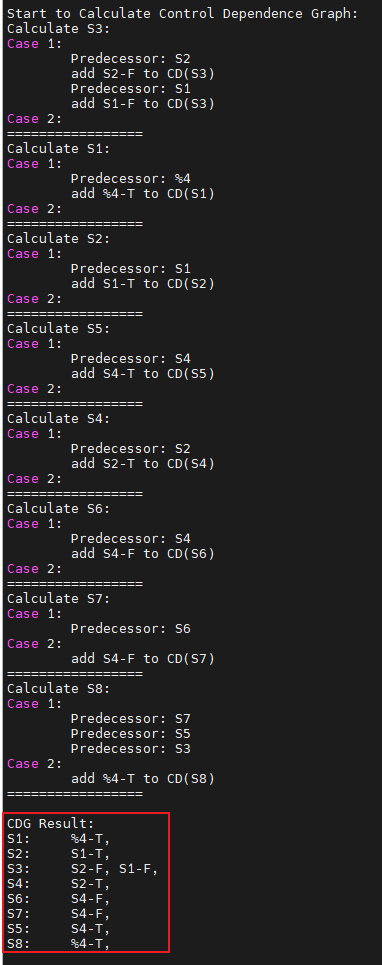 Start to Calculate Control Dependence Graph:
Calculate S3:
Case 1:
        Predecessor: S2
        add S2-F to CD(S3)
        Predecessor: S1
        add S1-F to CD(S3)
Case 2:
=================
Calculate S1:
Case 1:
        Predecessor: %4
        add %4-T to CD(S1)
Case 2:
=================
Calculate S2:
Case 1:
        Predecessor: S1
        add S1-T to CD(S2)
Case 2:
=================
Calculate S5:
Case 1:
        Predecessor: S4
        add S4-T to CD(S5)
Case 2:
=================
Calculate S4:
Case 1:
        Predecessor: S2
        add S2-T to CD(S4)
Case 2:
=================
Calculate S6:
Case 1:
        Predecessor: S4
        add S4-F to CD(S6)
Case 2:
=================
Calculate S7:
Case 1:
        Predecessor: S6
Case 2:
        add S4-F to CD(S7)
=================
Calculate S8:
Case 1:
        Predecessor: S7
        Predecessor: S5
        Predecessor: S3
Case 2:
        add %4-T to CD(S8)
=================
CDG Result:
S1:     %4-T,
S2:     S1-T,
S3:     S2-F, S1-F,
S4:     S2-T,
S6:     S4-F,
S7:     S4-F,
S5:     S4-T,
S8:     %4-T,